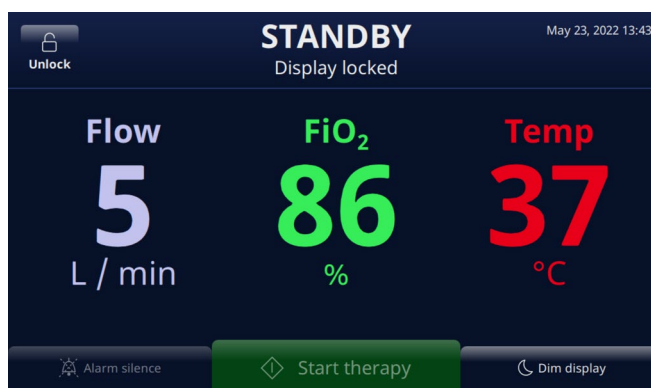 Unlock
STANDBY
Display locked
May 23, 2022 13:43
Flow
5
L / min
FiO₂
86
%
Temp
37
°C
Alarm silence
Start therapy
Dim display